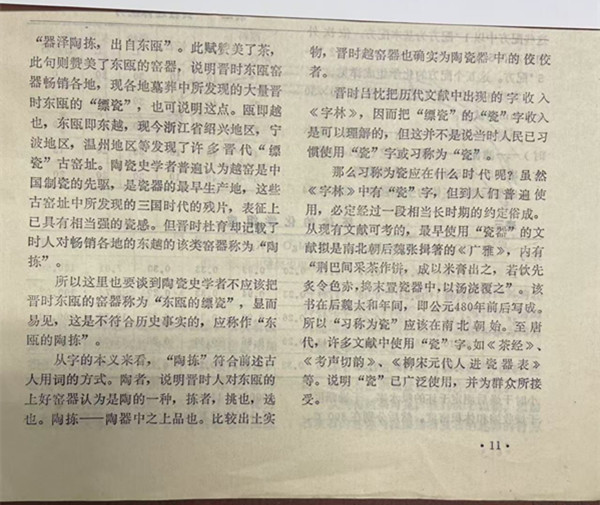 “器泽陶拣，出自东瓯”。此赋赞美了茶，
此句则赞美了东瓯的窑器，说明晋时东瓯窑
器畅销各地，现各地墓葬中所发现的大量晋
时东瓯的“缥瓷”，也可说明这点。瓯即越
也，东瓯即东越，现今浙江省绍兴地区，宁
波地区，温州地区等发现了许多晋代“缥
瓷”古窑址。陶瓷史学者普遍认为越窑是中
国制瓷的先驱，是瓷器的最早生产地，这些
古窑址中所发现的三国时代的残片，表征上
已具有相当强的瓷感。但晋时杜育却记载了
时人对畅销各地的东越的该类窑器称为“陶
拣”。
所以这里也要谈到陶瓷史学者不应该把
晋时东瓯的窑器称为“东瓯的缥瓷”，显而
易见，这是不符合历史事实的，应称作“东
瓯的陶拣”。
从字的本义来看，“陶拣”符合前述古
人用词的方式。陶者，说明晋时人对东瓯的
上好窑器认为是陶的一种，拣者，挑也，选
也。陶拣——陶器中之上品也。比较出土实
物，晋时越窑器也确实为陶瓷器中的佼佼
者。
晋时吕忱把历代文献中出现的字收入
《字林》，因而把“缥瓷”的“瓷”字收入
是可以理解的，但这并不是说当时人民已习
惯使用“瓷”字或习称为“瓷”。
那么习称为瓷应在什么时代呢？虽然
《字林》中有“瓷”字，但到人们普遍使
用，必定经过一段相当长时期的约定俗成。
从现有文献可考的，最早使用“瓷器”的文
献拟是南北朝后魏张揖箸的《广雅》，内有
“荆巴间采茶作饼，成以米膏出之，若饮先
炙令色赤，捣末置瓷器中，以汤浇覆之”。该
书在后魏太和年间，即公元480年前后写成。
所以“习称为瓷”应该在南北朝始。至唐
代，许多文献中使用“瓷”字。如《茶经》、
《考声切韵》、《柳宋元代人进瓷器表》
等。说明“瓷”已广泛使用，并为群众所接
受。
·11·